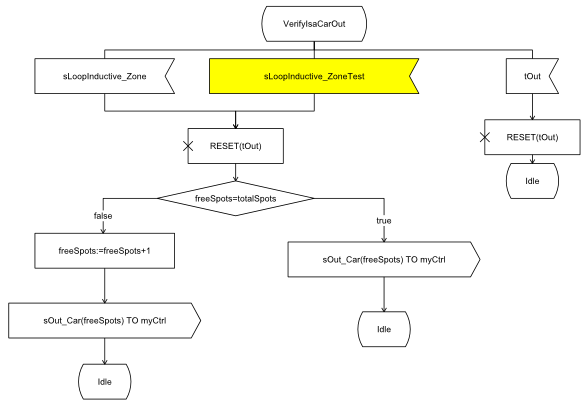 VerifyIsaCarOut
sLoopInductive_Zone
sLoopInductive_ZoneTest
tOut
RESET(tOut)
RESET(tOut)
Idle
freeSpots=totalSpots
false
true
freeSpots:=freeSpots+1
sOut_Car(freeSpots) TO myCtrl
sOut_Car(freeSpots) TO myCtrl
Idle
Idle